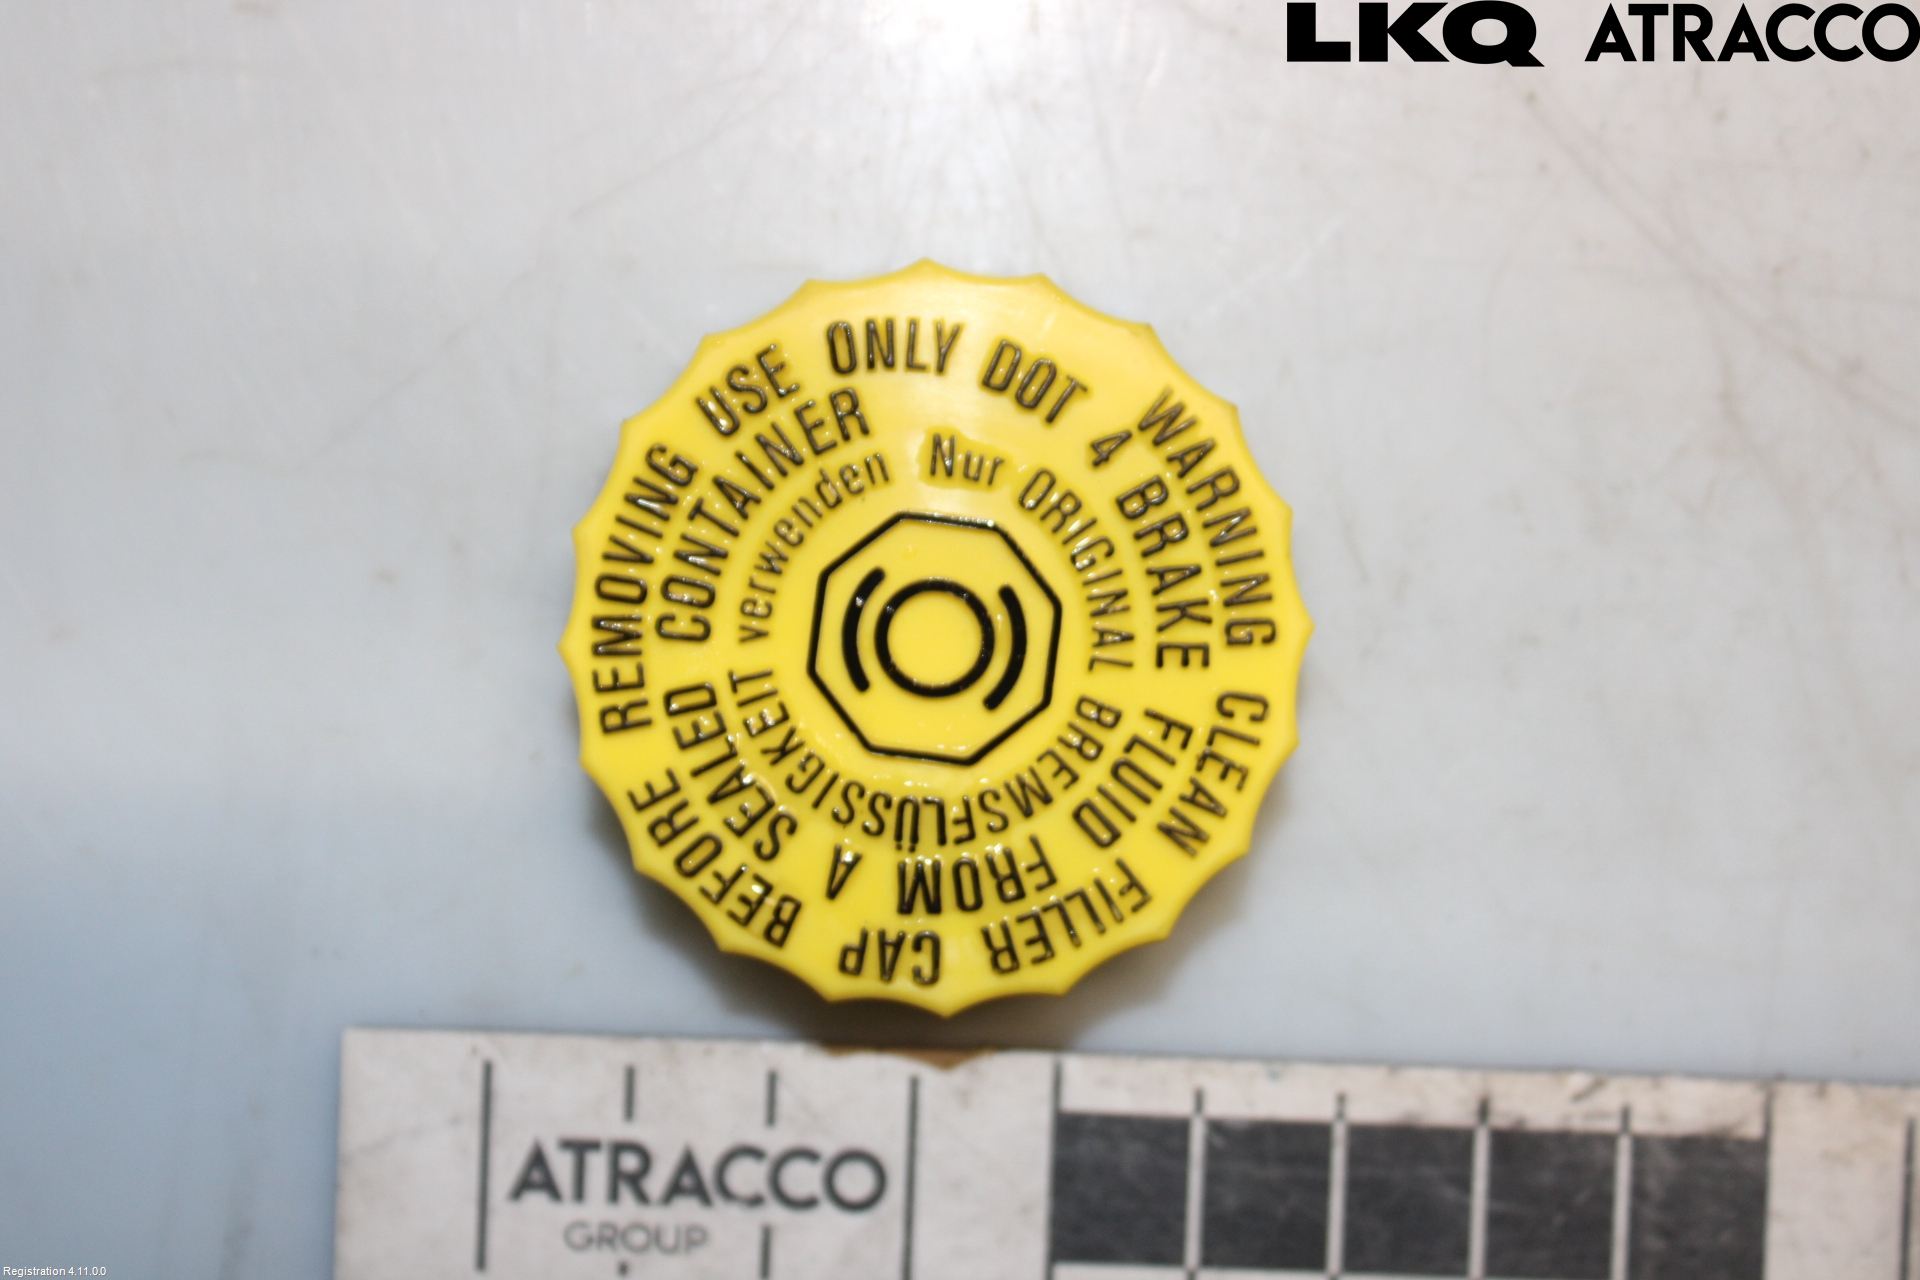 LKQ ATRACCO
WARNING CLEAN FILLER CAP BEFORE REMOVING
USE ONLY DOT 4 BRAKE FLUID FROM A SEALED CONTAINER
Nur ORIGINAL BREMSFLÜSSIGKEIT verwenden
ATRACCO
GROUP
Registration 4.11.0.0